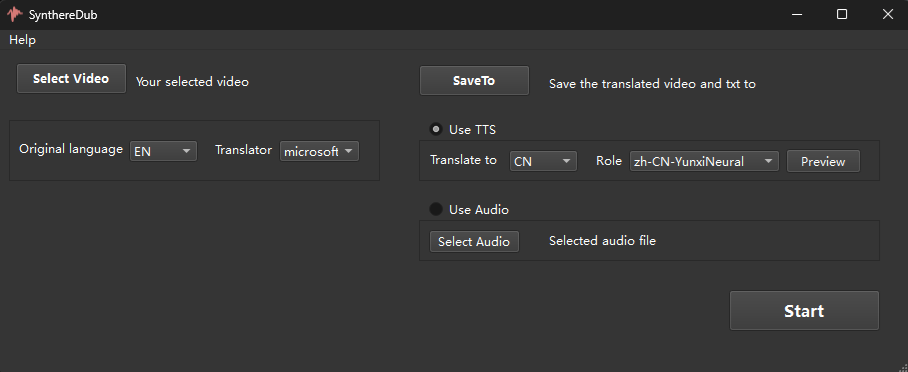 SynthereDub
Help
Select Video
Your selected video
SaveTo
Save the translated video and txt to
Use TTS
Original language
EN
Translator
microsoft
Translate to
CN
Role
zh-CN-YunxiNeural
Preview
Use Audio
Select Audio
Selected audio file
Start